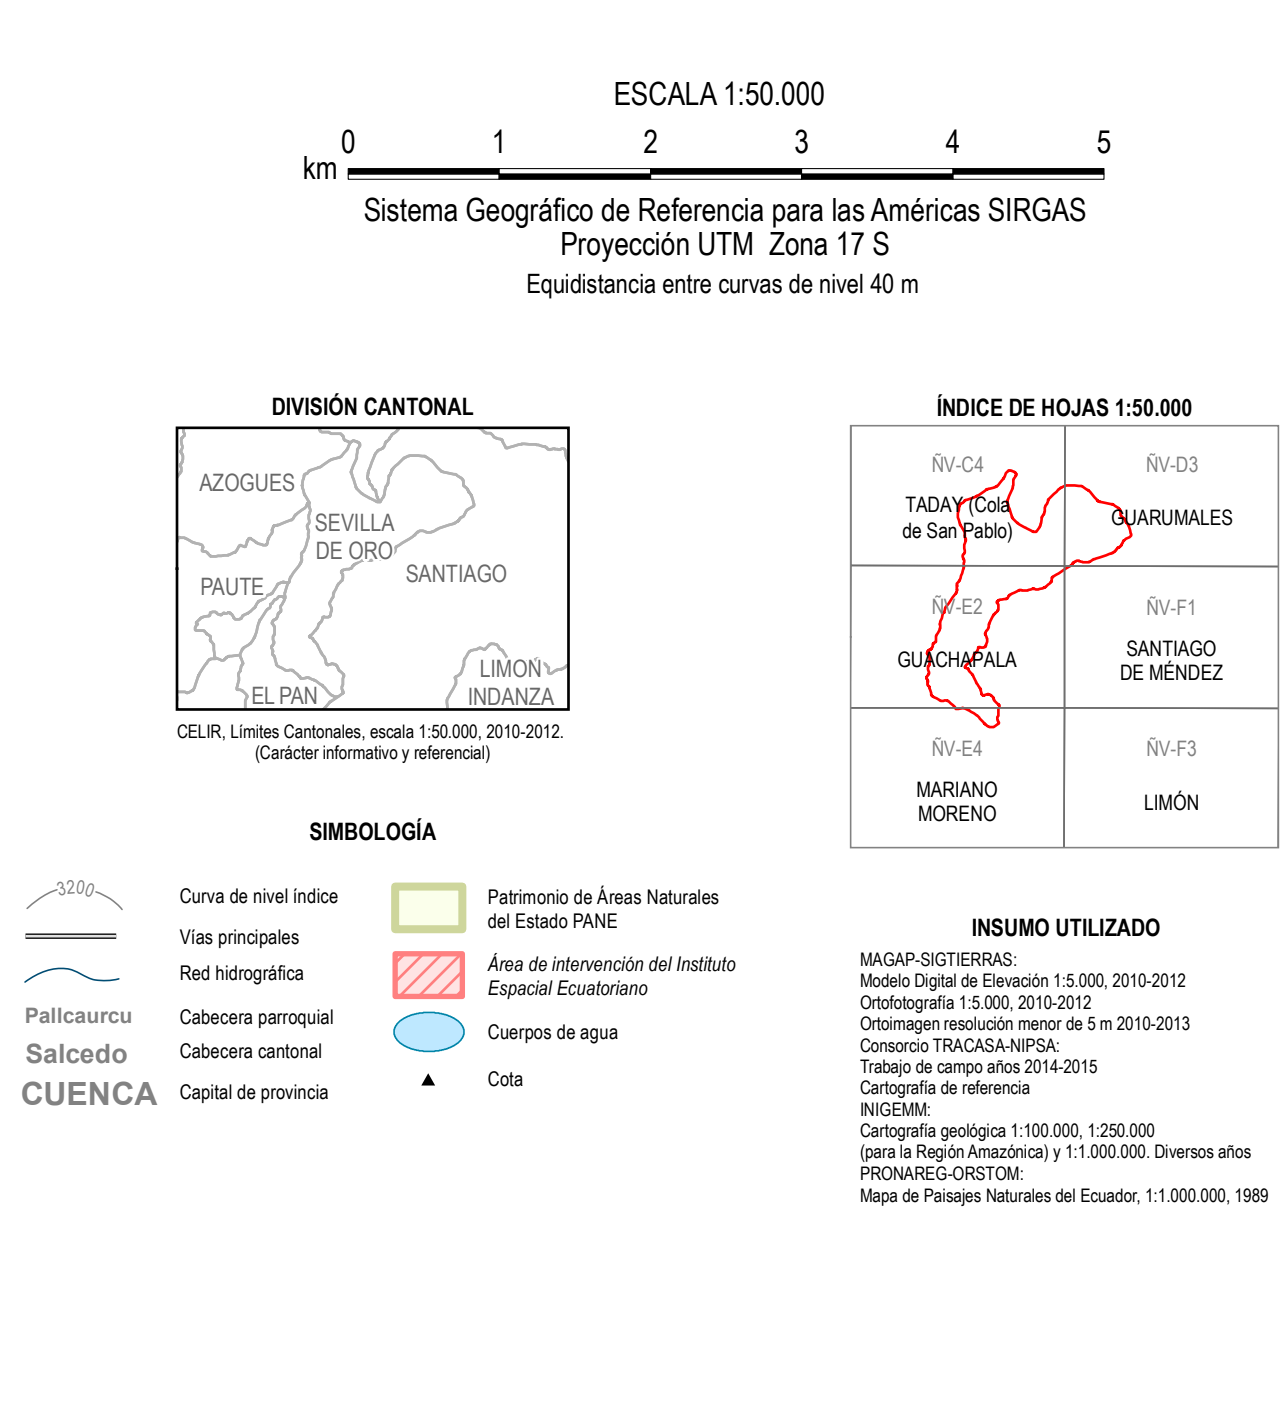 ESCALA 1:50.000
0 1 2 3 4 5
km
Sistema Geográfico de Referencia para las Américas SIRGAS
Proyección UTM Zona 17 S
Equidistancia entre curvas de nivel 40 m
DIVISIÓN CANTONAL
AZOGUES
SEVILLA
DE ORO
SANTIAGO
PAUTE
LIMON
INDANZA
EL PAN
CELIR, Límites Cantonales, escala 1:50.000, 2010-2012.
(Carácter informativo y referencial)
ÍNDICE DE HOJAS 1:50.000
ÑV-C4
TADAY (Cola
de San Pablo)
ÑV-D3
GUARUMALES
ÑV-E2
GUACHAPALA
ÑV-F1
SANTIAGO
DE MÉNDEZ
ÑV-E4
MARIANO
MORENO
ÑV-F3
LIMÓN
SIMBOLOGÍA
3200
Curva de nivel índice
Vías principales
Red hidrográfica
Pallcaurcu
Cabecera parroquial
Salcedo
Cabecera cantonal
CUENCA
Capital de provincia
Patrimonio de Áreas Naturales
del Estado PANE
Área de intervención del Instituto
Espacial Ecuatoriano
Cuerpos de agua
Cota
INSUMO UTILIZADO
MAGAP-SIGTIERRAS:
Modelo Digital de Elevación 1:5.000, 2010-2012
Ortofotografía 1:5.000, 2010-2012
Ortoimagen resolución menor de 5 m 2010-2013
Consorcio TRACASA-NIPSA:
Trabajo de campo años 2014-2015
Cartografía de referencia
INIGEMM:
Cartografía geológica 1:100.000, 1:250.000
(para la Región Amazónica) y 1:1.000.000. Diversos años
PRONAREG-ORSTOM:
Mapa de Paisajes Naturales del Ecuador, 1:1.000.000, 1989